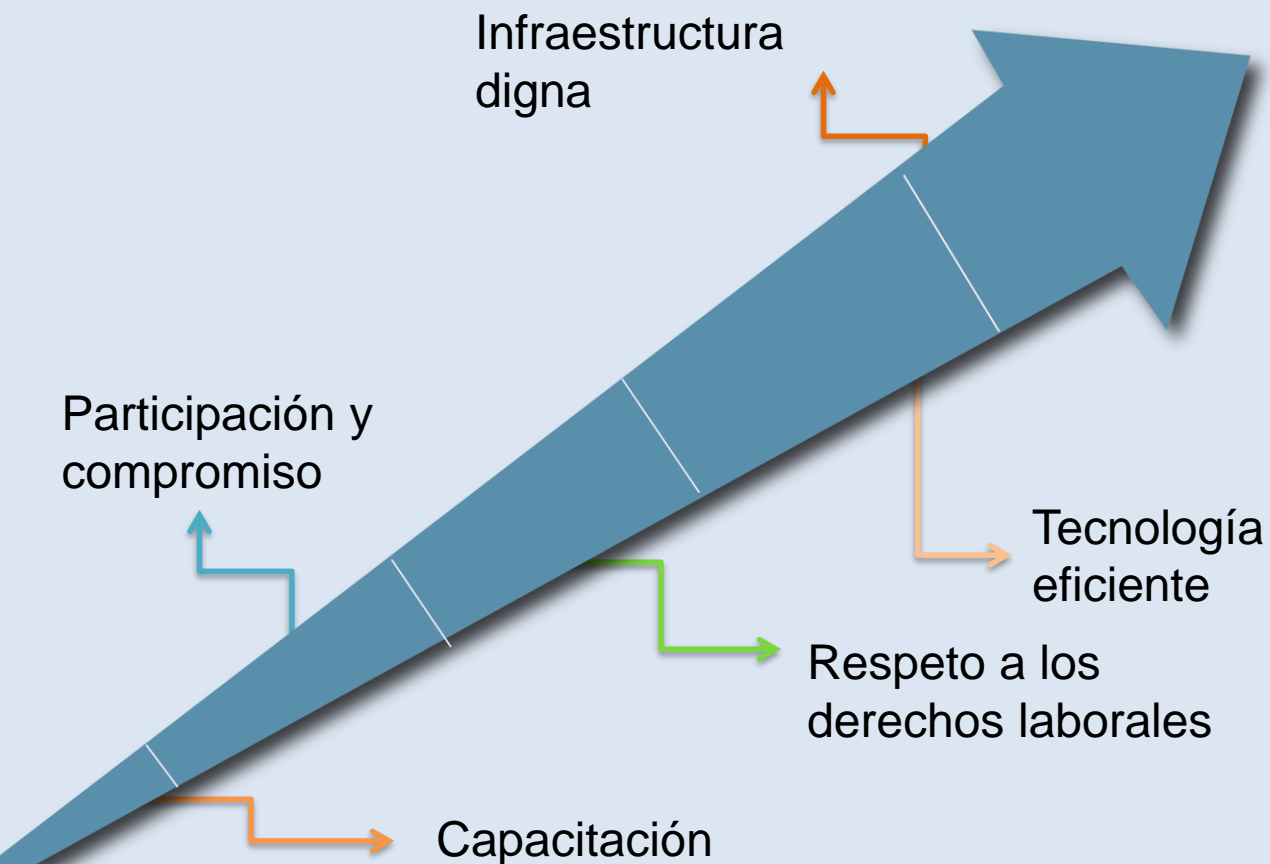 Infraestructura
digna
Participación y
compromiso
Tecnología
eficiente
Respeto a los
derechos laborales
Capacitación